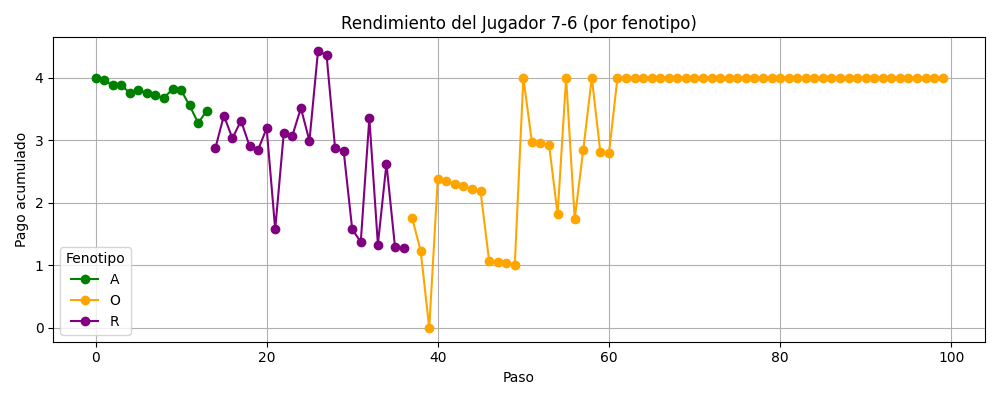 Rendimiento del Jugador 7-6 (por fenotipo)
Pago acumulado
4
3
2
1
0
Fenotipo
A
O
R
0 20 40 60 80 100
Paso